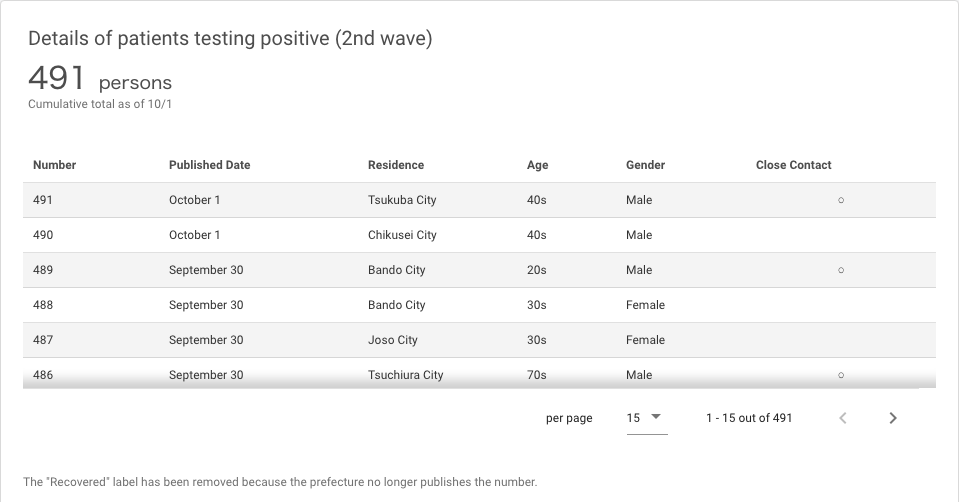 Details of patients testing positive (2nd wave)
491 persons
Cumulative total as of 10/1
Number Published Date Residence Age Gender Close Contact
491 October 1 Tsukuba City 40s Male ○
490 October 1 Chikusei City 40s Male
489 September 30 Bando City 20s Male ○
488 September 30 Bando City 30s Female
487 September 30 Joso City 30s Female
486 September 30 Tsuchiura City 70s Male ○
per page 15 1 - 15 out of 491
The "Recovered" label has been removed because the prefecture no longer publishes the number.